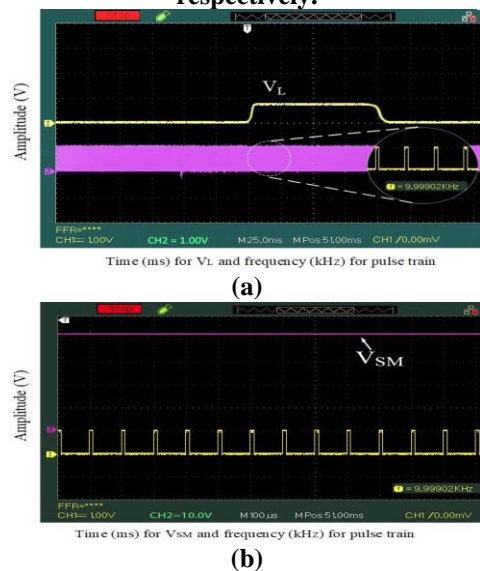 respectively.
T
V_L
Amplitude (V)
f = 9.99902KHz
FFR=****
CH1= 1.00V CH2 = 1.00V M 25.0ms M Pos:51.00ms CH1 /0.00mV
Time (ms) for VL and frequency (kHz) for pulse train
(a)
V_SM
Amplitude (V)
f = 9.99902KHz
FFR=****
CH1= 1.00V CH2=10.0V M 100µs M Pos:51.00ms CH1 /0.00mV
Time (ms) for VSM and frequency (kHz) for pulse train
(b)